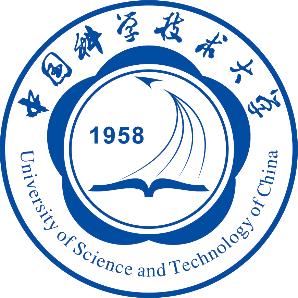 中国科学技术大学
1958
University of Science and Technology of China